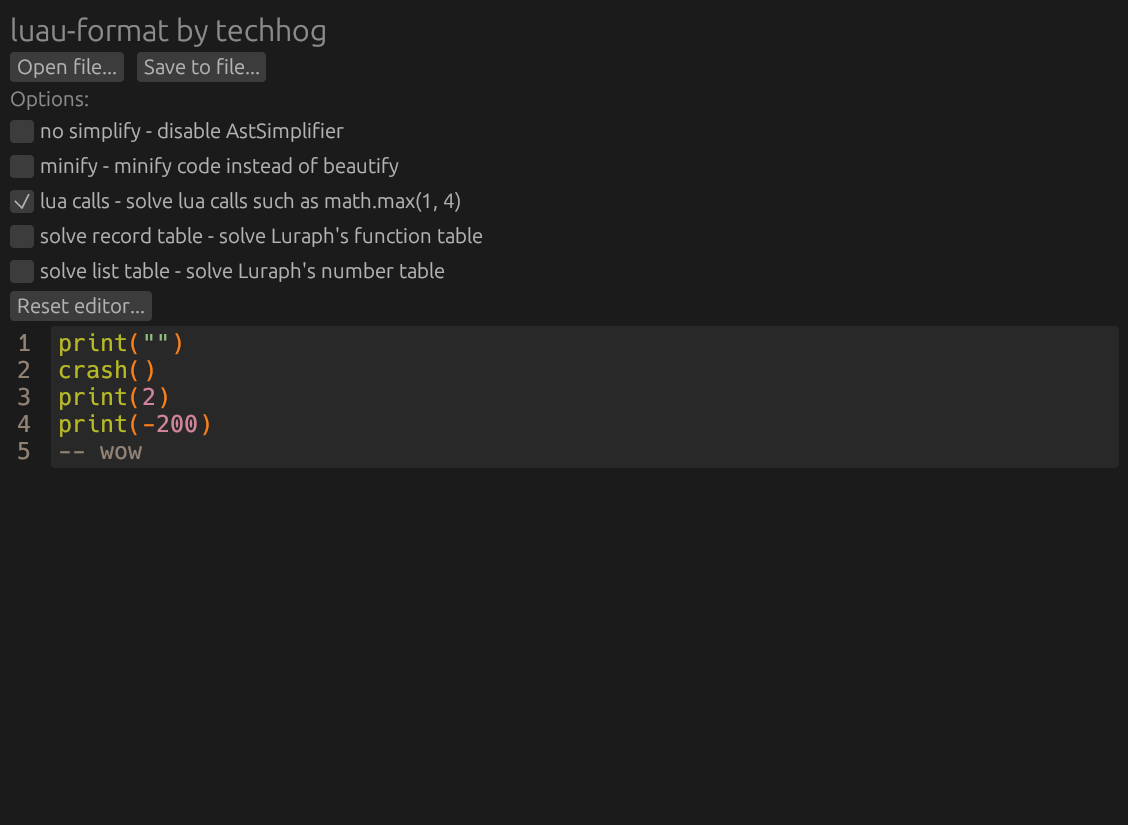 luau-format by techhog
Open file... Save to file...
Options:
no simplify - disable AstSimplifier
minify - minify code instead of beautify
lua calls - solve lua calls such as math.max(1, 4)
solve record table - solve Luraph's function table
solve list table - solve Luraph's number table
Reset editor...
1 print("")
2 crash()
3 print(2)
4 print(-200)
5 -- wow